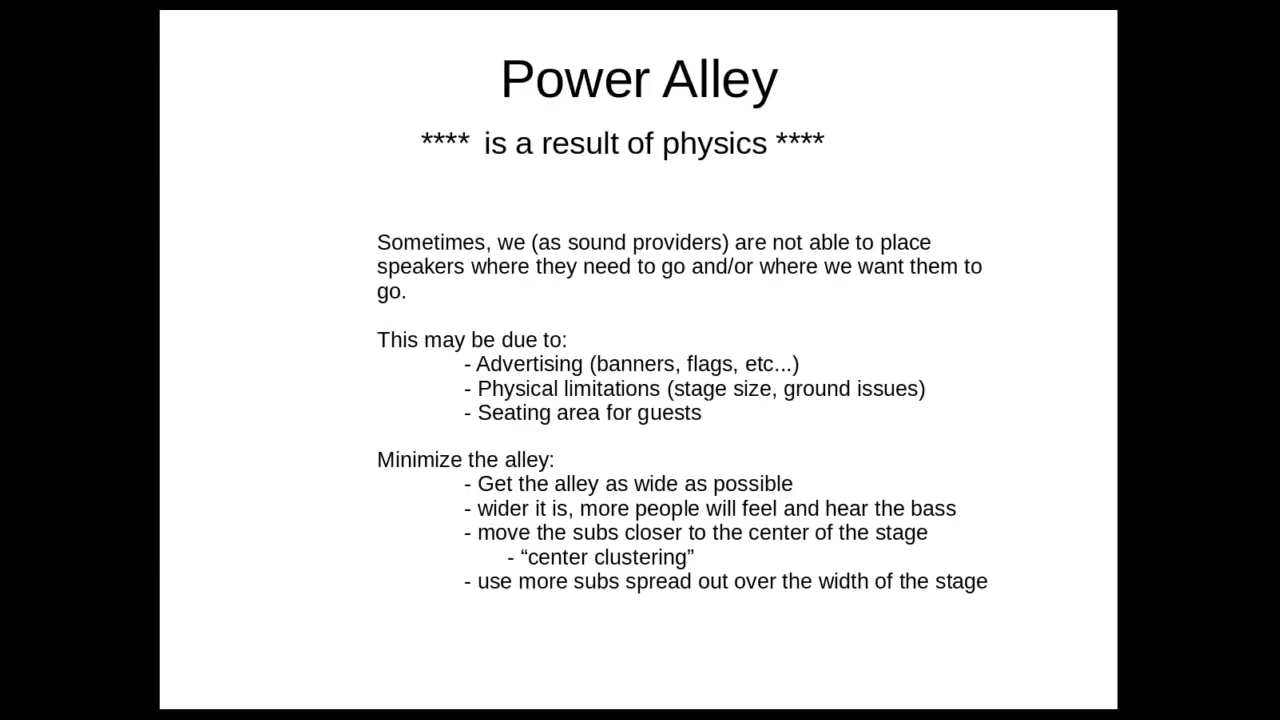 Power Alley
**** is a result of physics ****
Sometimes, we (as sound providers) are not able to place
speakers where they need to go and/or where we want them to
go.
This may be due to:
- Advertising (banners, flags, etc...)
- Physical limitations (stage size, ground issues)
- Seating area for guests
Minimize the alley:
- Get the alley as wide as possible
- wider it is, more people will feel and hear the bass
- move the subs closer to the center of the stage
- “center clustering”
- use more subs spread out over the width of the stage